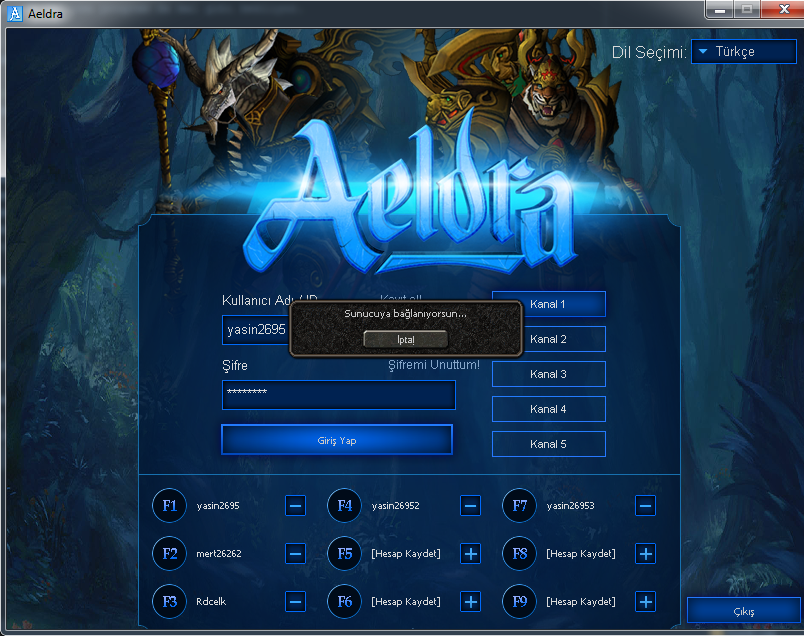 Aeldra
Dil Seçimi: Türkçe
Aeldra
Kullanıcı Adı / ID
Kayıt ol!
yasin2695
Sunucuya bağlanıyorsun...
İptal
Şifre
Şifremi Unuttum!
********
Giriş Yap
Kanal 1
Kanal 2
Kanal 3
Kanal 4
Kanal 5
F1 yasin2695 −
F4 yasin26952 −
F7 yasin26953 −
F2 mert26262 −
F5 [Hesap Kaydet] +
F8 [Hesap Kaydet] +
F3 Rdcelk −
F6 [Hesap Kaydet] +
F9 [Hesap Kaydet] +
Çıkış